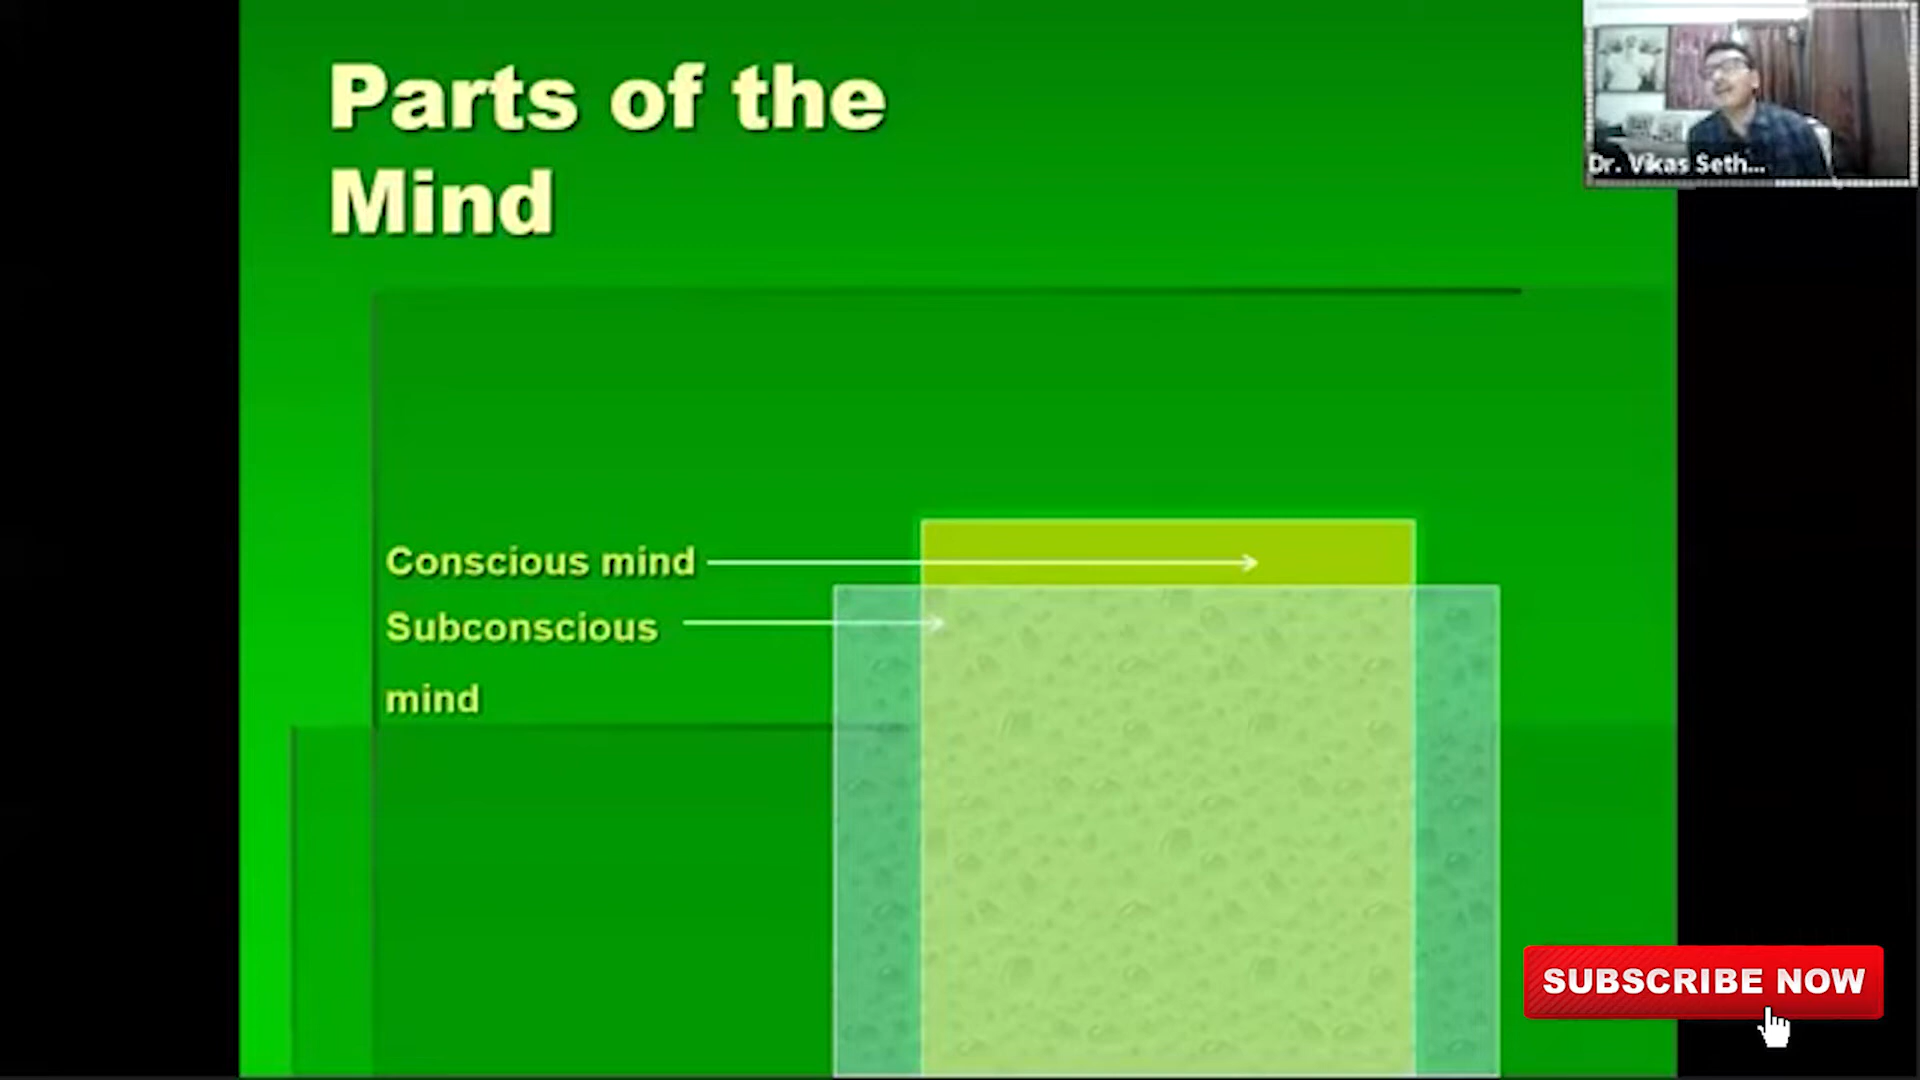 Parts of the
Mind
Dr. Vikas Seth...
Conscious mind
Subconscious
mind
SUBSCRIBE NOW